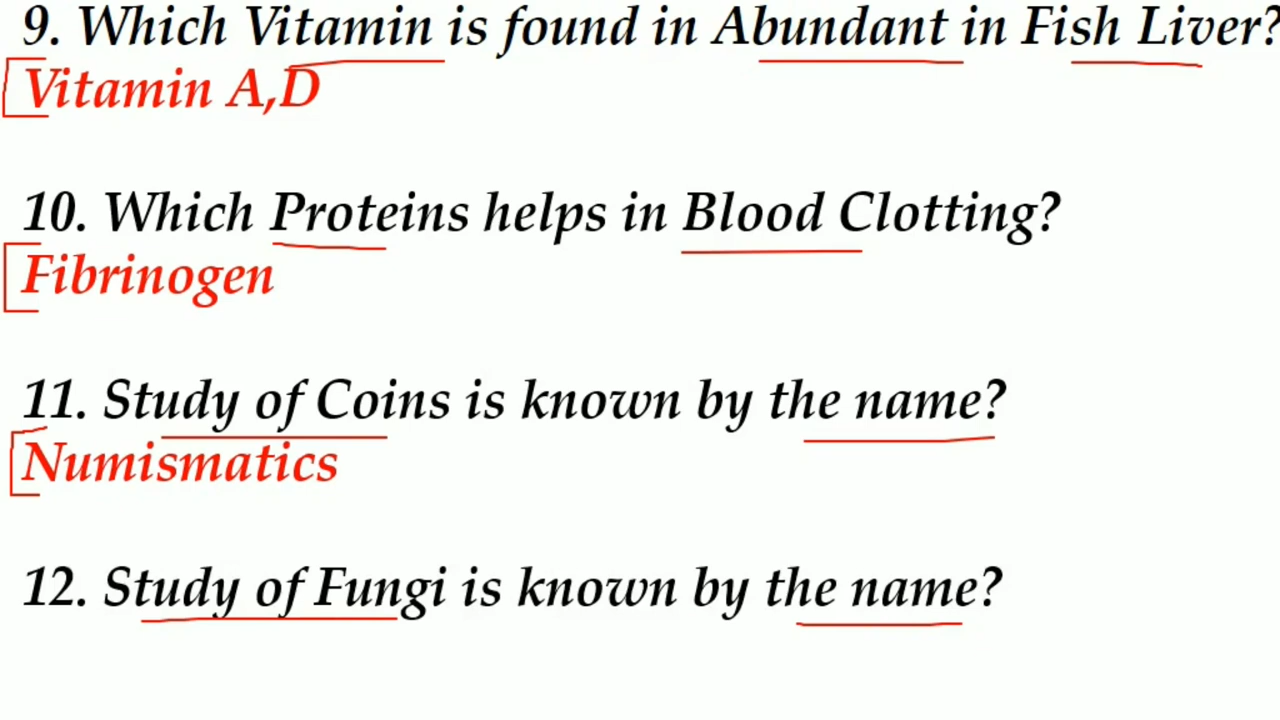 9. Which Vitamin is found in Abundant in Fish Liver?
Vitamin A,D
10. Which Proteins helps in Blood Clotting?
Fibrinogen
11. Study of Coins is known by the name?
Numismatics
12. Study of Fungi is known by the name?